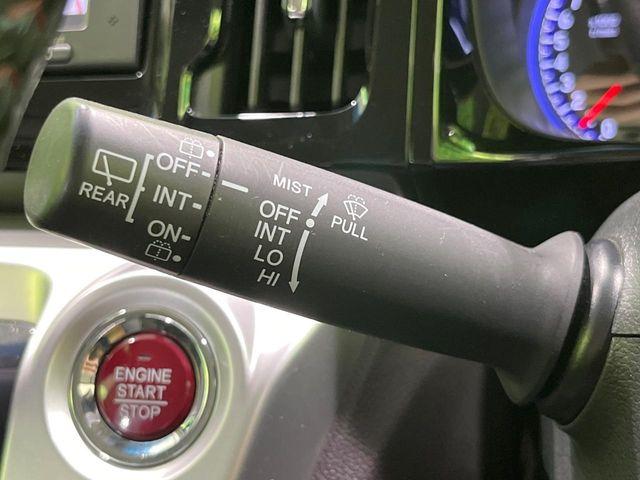 REAR
OFF
INT
ON
MIST
OFF
INT
LO
HI
PULL
ENGINE
START
STOP